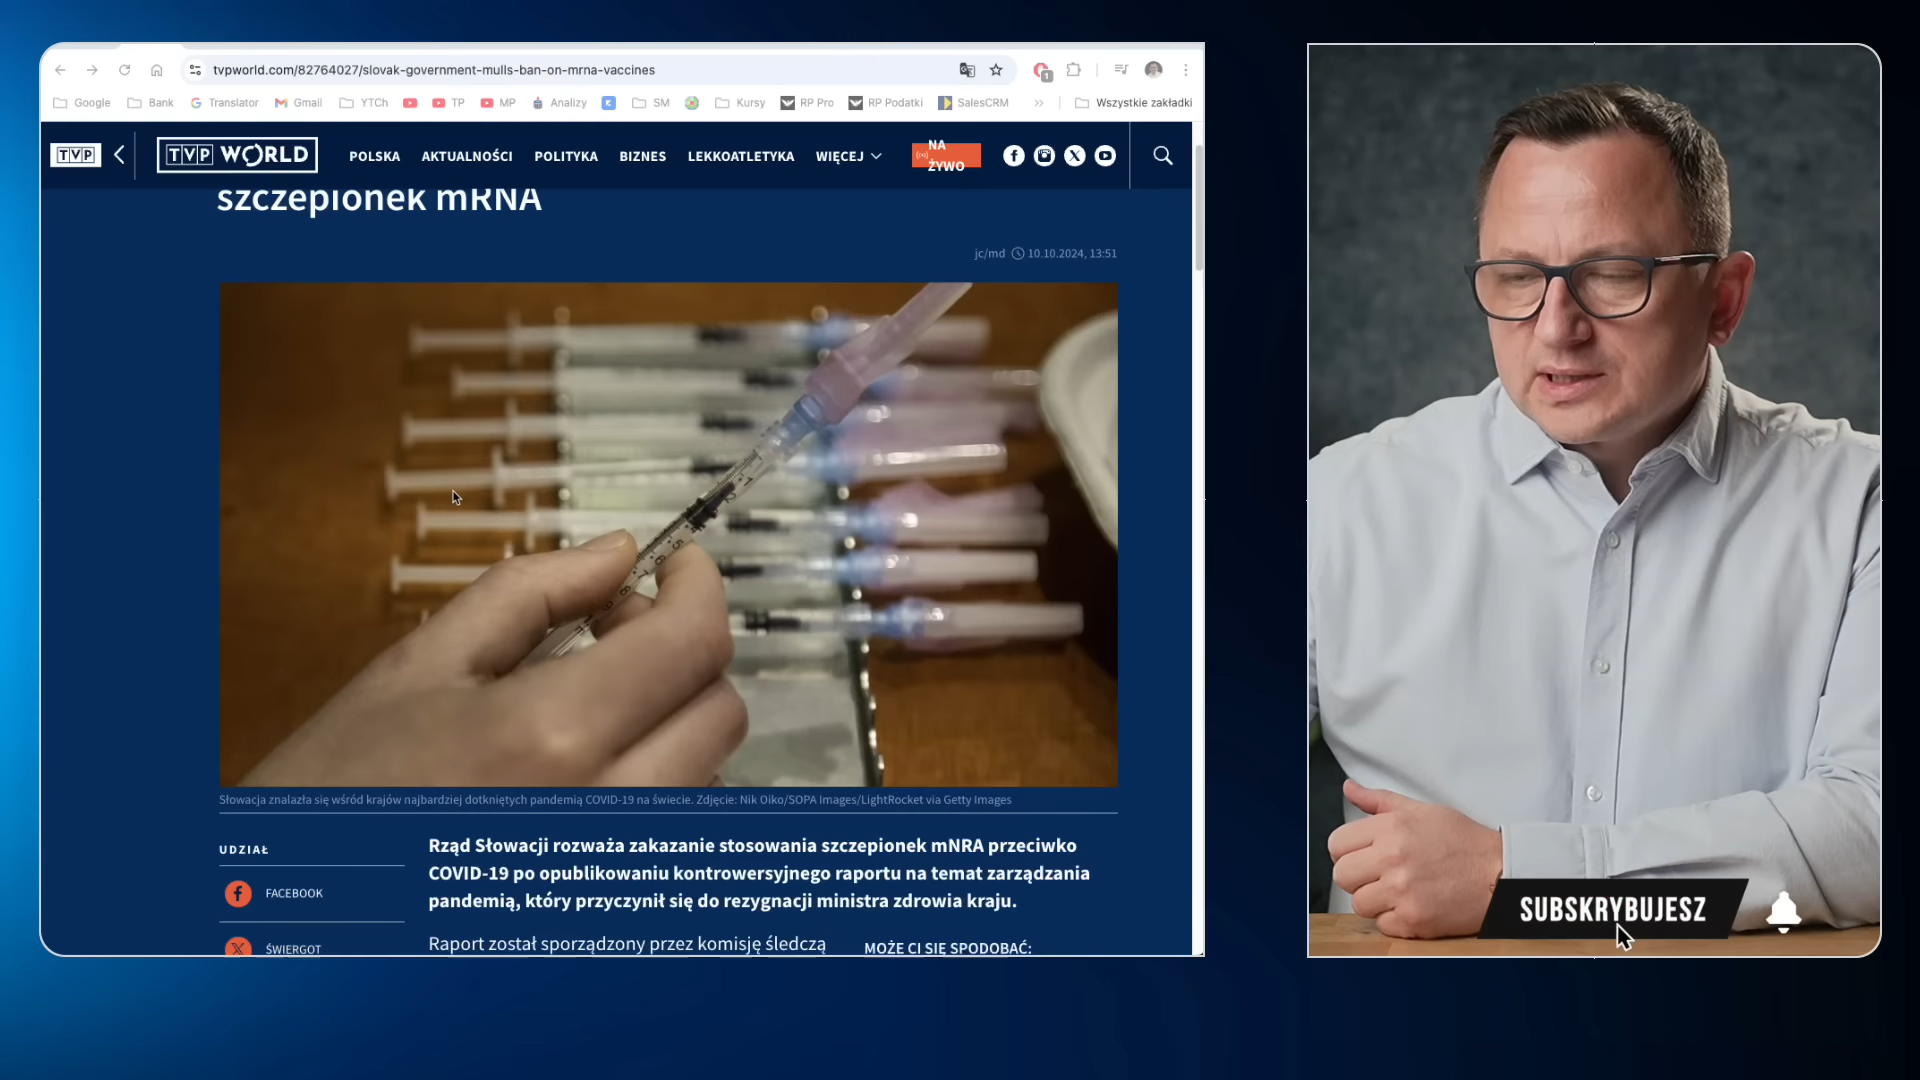 tvpworld.com/82764027/slovak-government-mulls-ban-on-mrna-vaccines
Google Bank Translator Gmail YTCh TP MP Analizy SM Kursy RP Pro RP Podatki SalesCRM >> Wszystkie zakładki
TVP TVP WORLD POLSKA AKTUALNOŚCI POLITYKA BIZNES LEKKOATLETYKA WIĘCEJ NA ŻYWO
szczepionek mRNA
jc/md 10.10.2024, 13:51
Słowacja znalazła się wśród krajów najbardziej dotkniętych pandemią COVID-19 na świecie. Zdjęcie: Nik Oiko/SOPA Images/LightRocket via Getty Images
UDZIAŁ
FACEBOOK
ŚWIERGOT
Rząd Słowacji rozważa zakazanie stosowania szczepionek mNRA przeciwko
COVID-19 po opublikowaniu kontrowersyjnego raportu na temat zarządzania
pandemią, który przyczynił się do rezygnacji ministra zdrowia kraju.
Raport został sporządzony przez komisję śledczą
MOŻE CI SIĘ SPODOBAĆ:
SUBSKRYBUJESZ